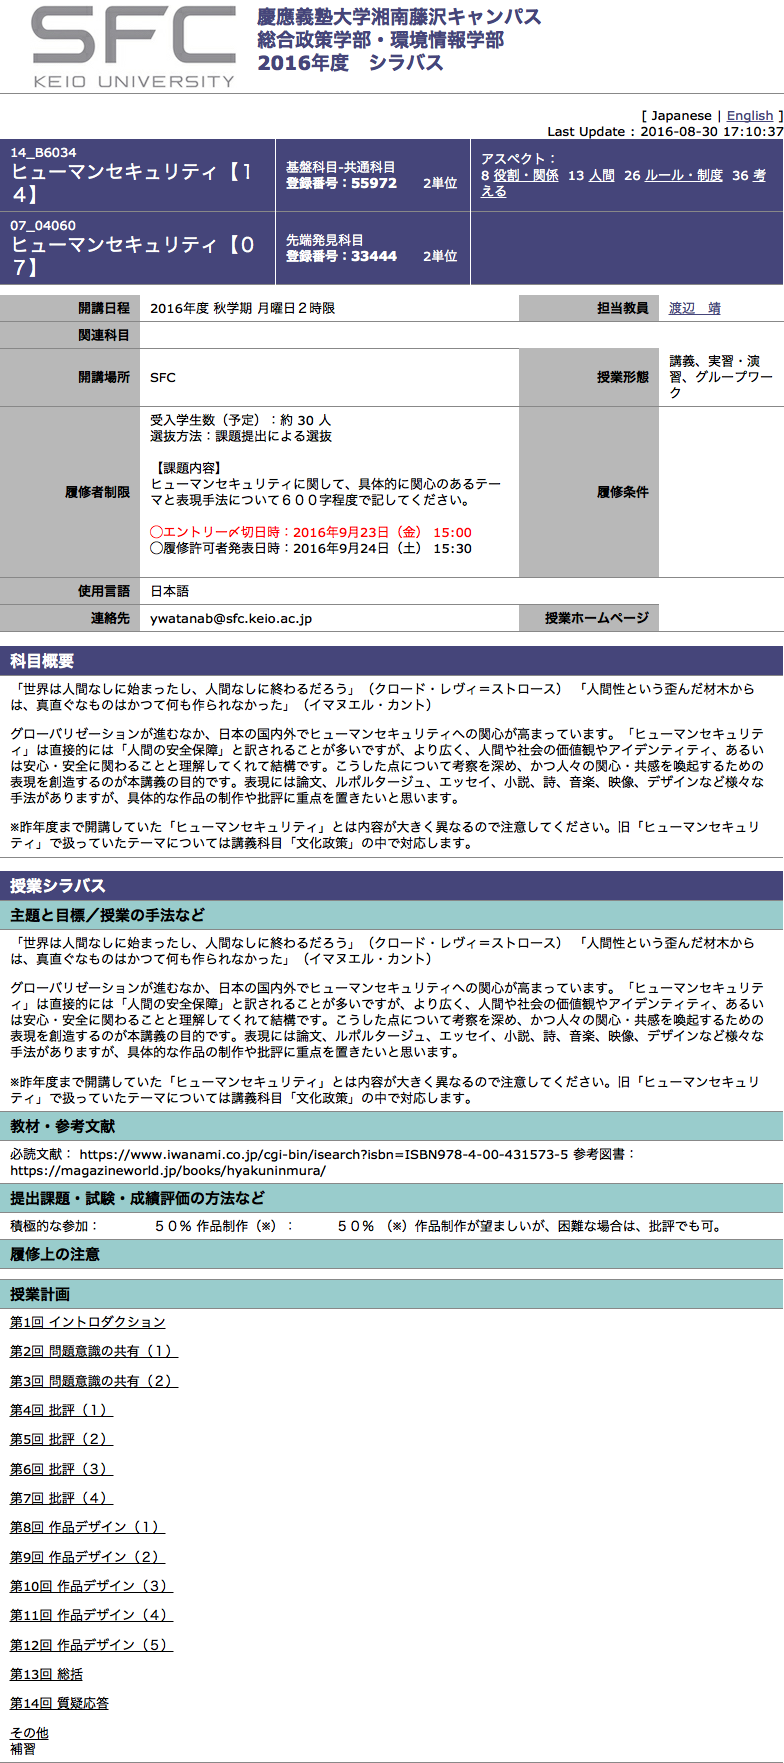 SFC
KEIO UNIVERSITY
慶應義塾大学湘南藤沢キャンパス
総合政策学部・環境情報学部
2016年度　シラバス
[ Japanese | English ]
Last Update : 2016-08-30 17:10:37
14_B6034
ヒューマンセキュリティ【１
４】
基盤科目-共通科目
登録番号：55972　　2単位
アスペクト：
8 役割・関係 13 人間 26 ルール・制度 36 考
える
07_04060
ヒューマンセキュリティ【０
７】
先端発見科目
登録番号：33444　　2単位
開講日程 2016年度 秋学期 月曜日２時限 担当教員 渡辺　靖
関連科目
開講場所 SFC 授業形態
講義、実習・演
習、グループワー
ク
履修者制限
受入学生数（予定）：約 30 人
選抜方法：課題提出による選抜
【課題内容】
ヒューマンセキュリティに関して、具体的に関心のあるテー
マと表現手法について６００字程度で記してください。
◯エントリー〆切日時：2016年9月23日（金） 15:00
◯履修許可者発表日時：2016年9月24日（土） 15:30
履修条件
使用言語 日本語
連絡先 ywatanab@sfc.keio.ac.jp 授業ホームページ
科目概要
「世界は人間なしに始まったし、人間なしに終わるだろう」（クロード・レヴィ＝ストロース） 「人間性という歪んだ材木から
は、真直ぐなものはかつて何も作られなかった」（イマヌエル・カント）
グローバリゼーションが進むなか、日本の国内外でヒューマンセキュリティへの関心が高まっています。「ヒューマンセキュリテ
ィ」は直接的には「人間の安全保障」と訳されることが多いですが、より広く、人間や社会の価値観やアイデンティティ、あるい
は安心・安全に関わることと理解してくれて結構です。こうした点について考察を深め、かつ人々の関心・共感を喚起するための
表現を創造するのが本講義の目的です。表現には論文、ルポルタージュ、エッセイ、小説、詩、音楽、映像、デザインなど様々な
手法がありますが、具体的な作品の制作や批評に重点を置きたいと思います。
※昨年度まで開講していた「ヒューマンセキュリティ」とは内容が大きく異なるので注意してください。旧「ヒューマンセキュリ
ティ」で扱っていたテーマについては講義科目「文化政策」の中で対応します。
授業シラバス
主題と目標／授業の手法など
「世界は人間なしに始まったし、人間なしに終わるだろう」（クロード・レヴィ＝ストロース） 「人間性という歪んだ材木から
は、真直ぐなものはかつて何も作られなかった」（イマヌエル・カント）
グローバリゼーションが進むなか、日本の国内外でヒューマンセキュリティへの関心が高まっています。「ヒューマンセキュリテ
ィ」は直接的には「人間の安全保障」と訳されることが多いですが、より広く、人間や社会の価値観やアイデンティティ、あるい
は安心・安全に関わることと理解してくれて結構です。こうした点について考察を深め、かつ人々の関心・共感を喚起するための
表現を創造するのが本講義の目的です。表現には論文、ルポルタージュ、エッセイ、小説、詩、音楽、映像、デザインなど様々な
手法がありますが、具体的な作品の制作や批評に重点を置きたいと思います。
※昨年度まで開講していた「ヒューマンセキュリティ」とは内容が大きく異なるので注意してください。旧「ヒューマンセキュリ
ティ」で扱っていたテーマについては講義科目「文化政策」の中で対応します。
教材・参考文献
必読文献： https://www.iwanami.co.jp/cgi-bin/isearch?isbn=ISBN978-4-00-431573-5 参考図書：
https://magazineworld.jp/books/hyakuninmura/
提出課題・試験・成績評価の方法など
積極的な参加：　　　　５０％ 作品制作（※）：　　　５０％ （※）作品制作が望ましいが、困難な場合は、批評でも可。
履修上の注意
授業計画
第1回 イントロダクション
第2回 問題意識の共有（１）
第3回 問題意識の共有（２）
第4回 批評（１）
第5回 批評（２）
第6回 批評（３）
第7回 批評（４）
第8回 作品デザイン（１）
第9回 作品デザイン（２）
第10回 作品デザイン（３）
第11回 作品デザイン（４）
第12回 作品デザイン（５）
第13回 総括
第14回 質疑応答
その他
補習